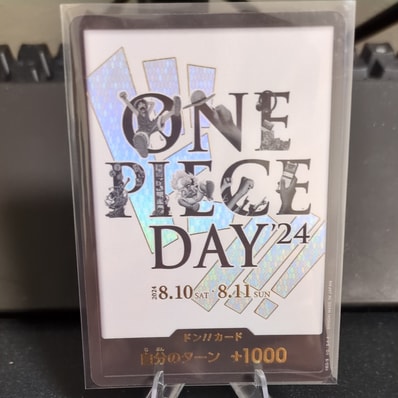 ONE
PIECE
DAY'24
2024 8.10 SAT・8.11 SUN
ドン!!カード
自分のターン +1000